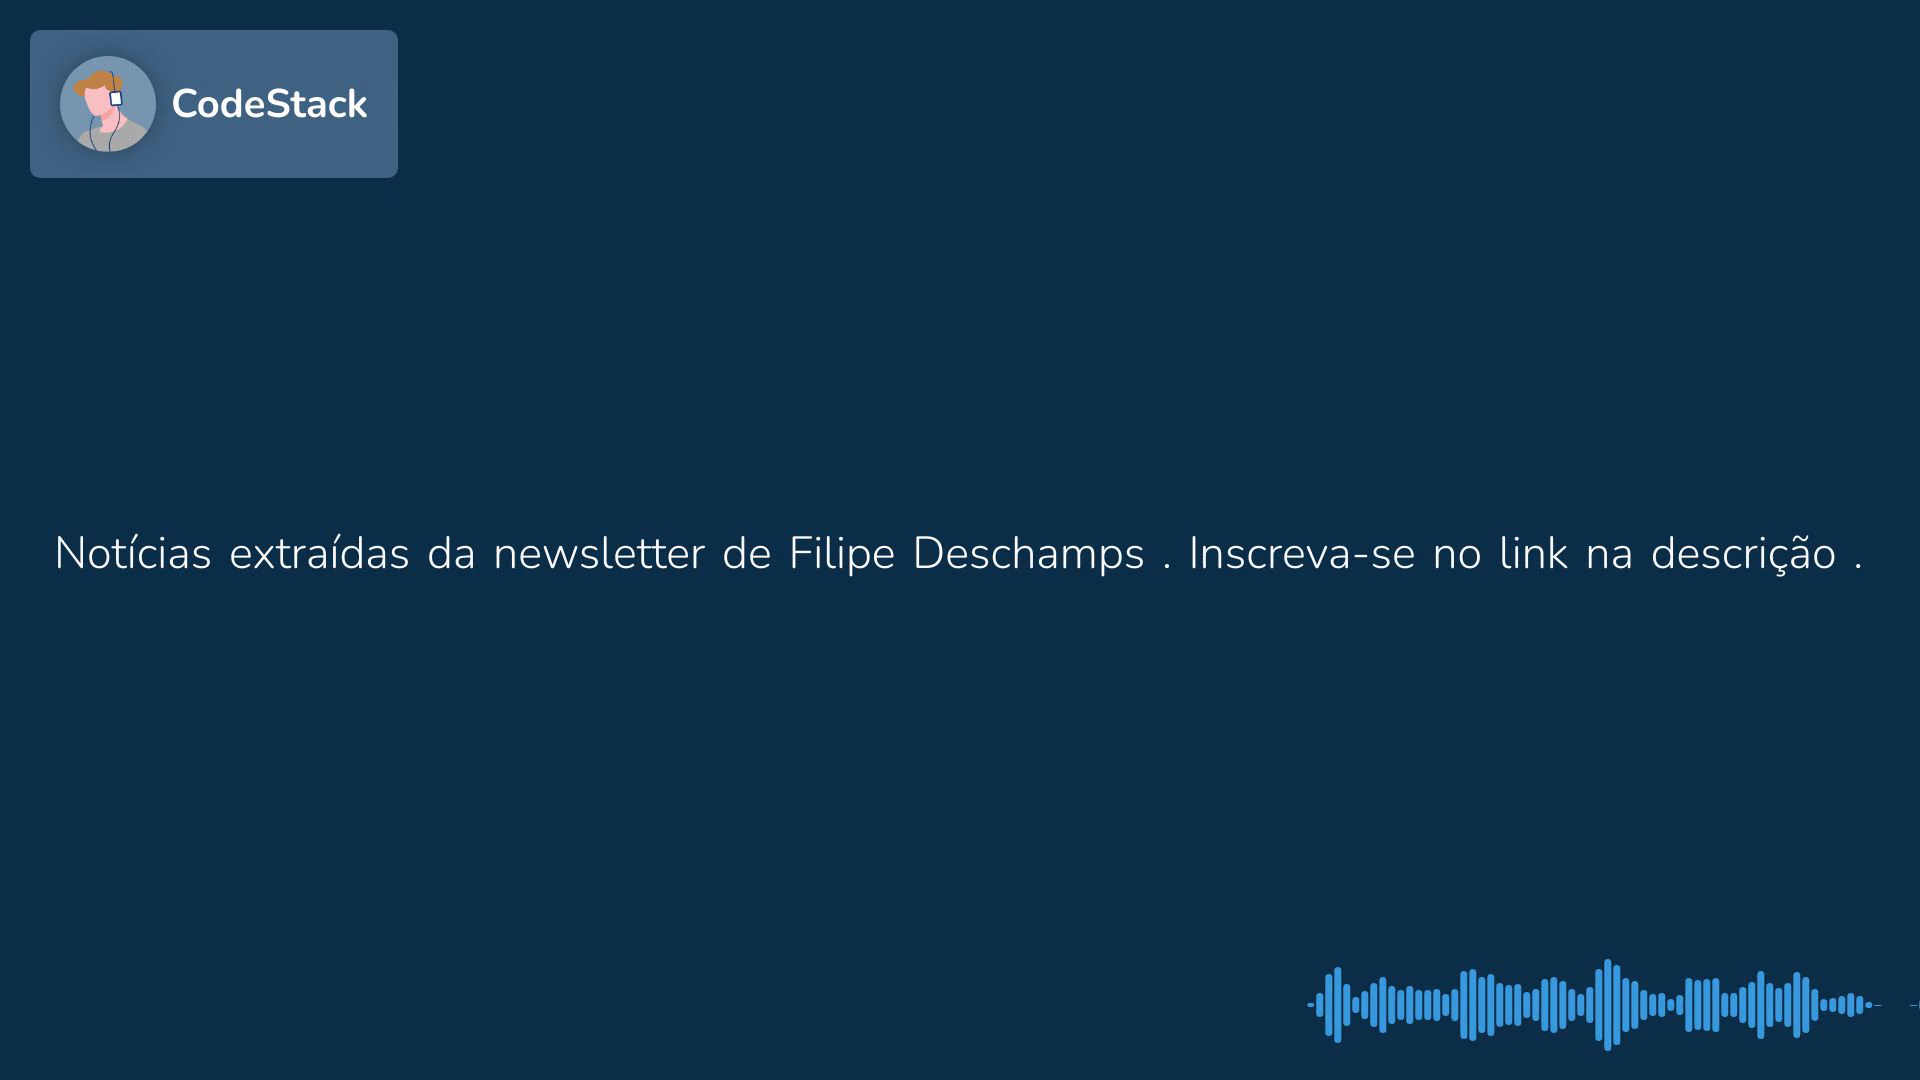 CodeStack
Notícias extraídas da newsletter de Filipe Deschamps . Inscreva-se no link na descrição .